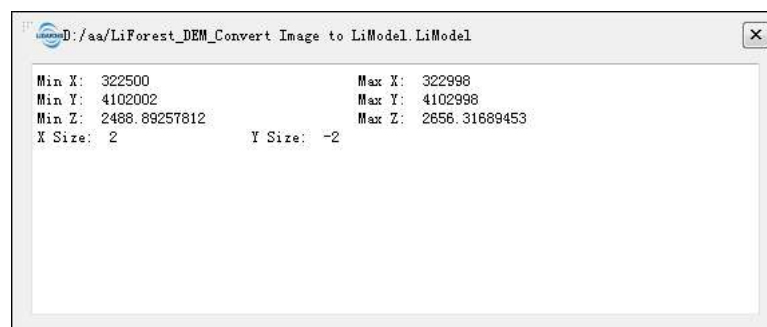 D:/aa/LiForest_DEM_Convert Image to LiModel.LiModel
Min X: 322500 Max X: 322998
Min Y: 4102002 Max Y: 4102998
Min Z: 2488.89257812 Max Z: 2656.31689453
X Size: 2 Y Size: -2